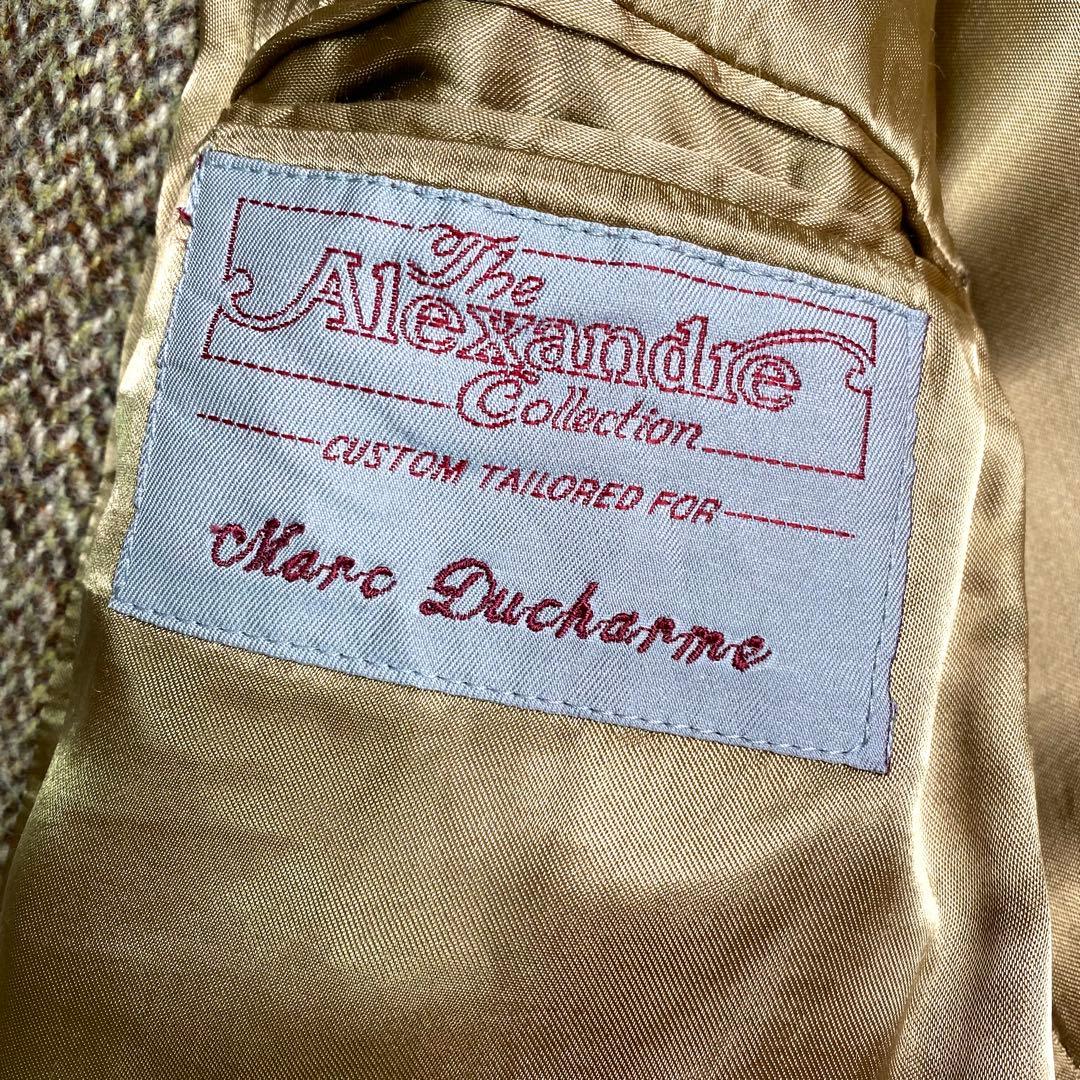 The
Alexandre
Collection
CUSTOM TAILORED FOR
Marc Ducharme